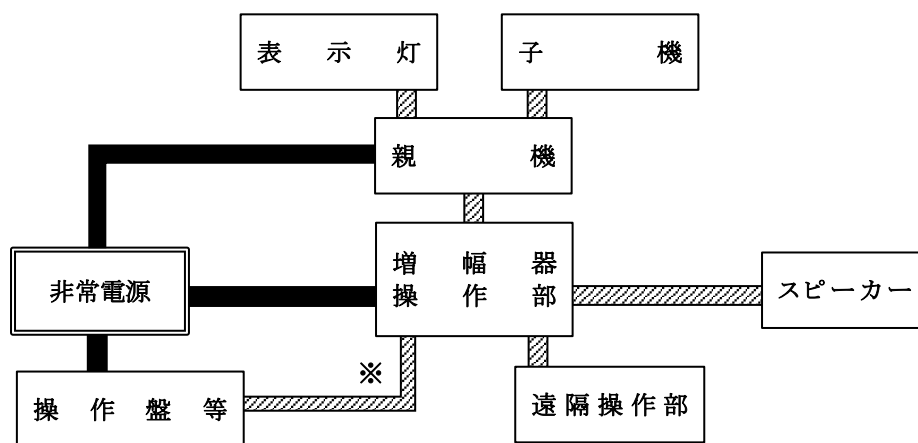 表示灯
子機
親機
増幅器
操作部
非常電源
スピーカー
※
操作盤等
遠隔操作部